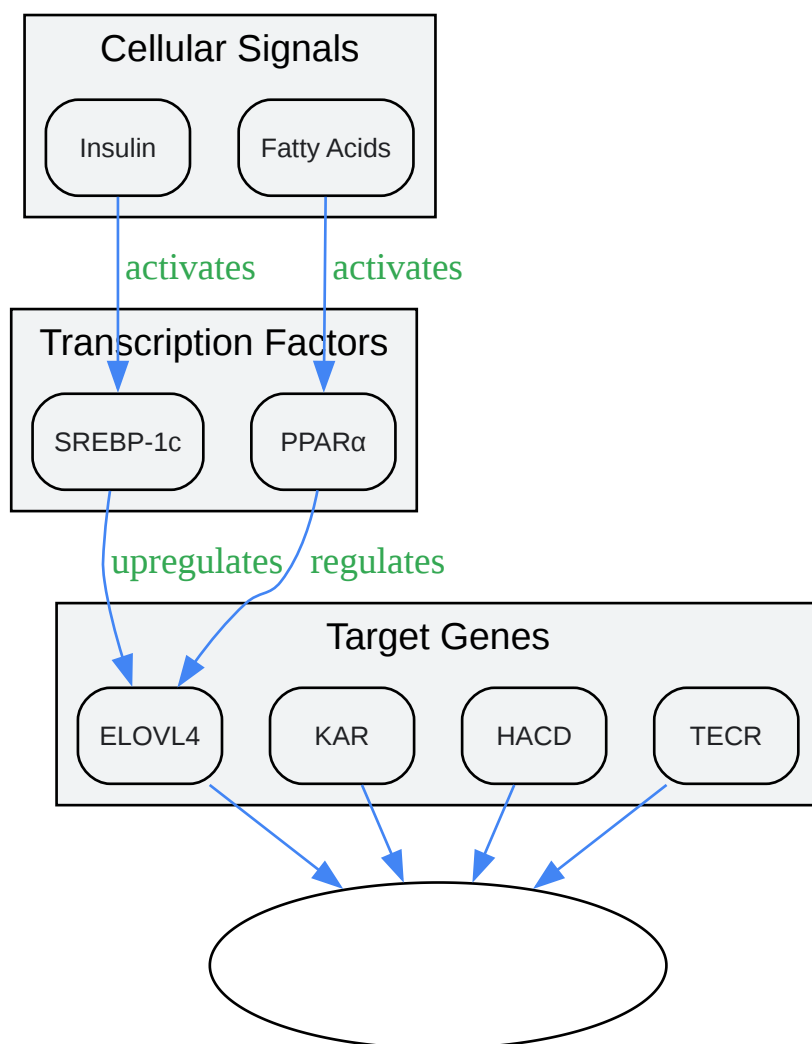 Cellular Signals
Insulin
Fatty Acids
activates
activates
Transcription Factors
SREBP-1c
PPARα
upregulates
regulates
Target Genes
ELOVL4
KAR
HACD
TECR